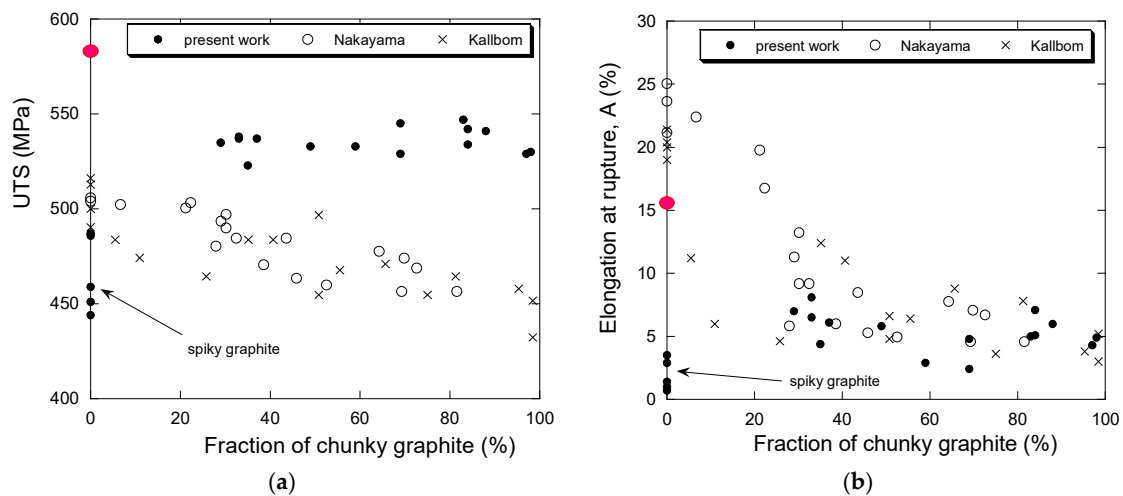 present work Nakayama Kallbom
600
550
500
450
400
UTS (MPa)
spiky graphite
0 20 40 60 80 100
Fraction of chunky graphite (%)
(a)
present work Nakayama Kallbom
30
25
20
15
10
5
0
Elongation at rupture, A (%)
spiky graphite
0 20 40 60 80 100
Fraction of chunky graphite (%)
(b)